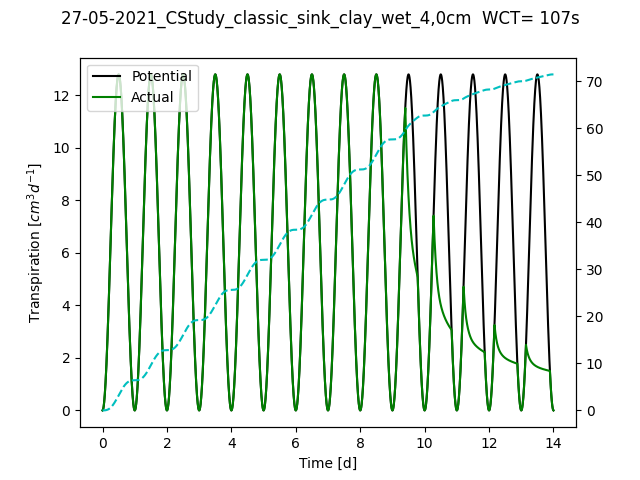 27-05-2021_CStudy_classic_sink_clay_wet_4,0cm  WCT= 107s
Potential
Actual
Transpiration [cm³d⁻¹]
12
10
8
6
4
2
0
70
60
50
40
30
20
10
0
0 2 4 6 8 10 12 14
Time [d]